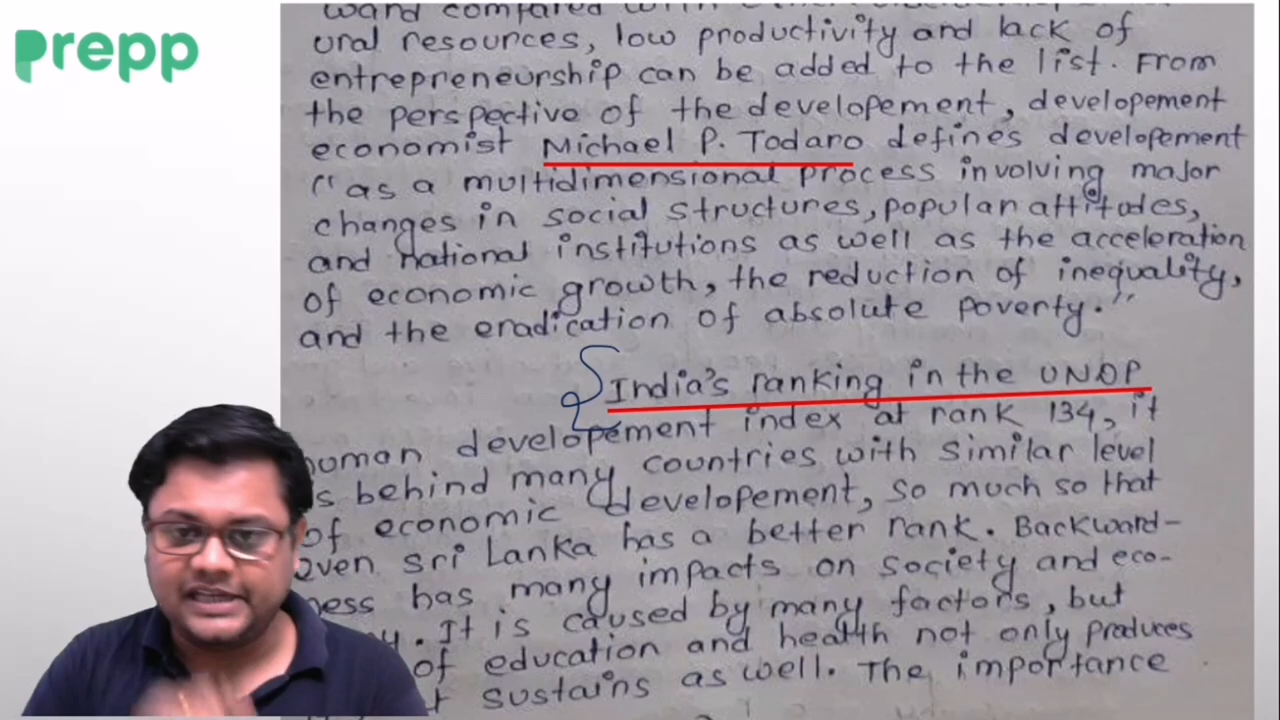 prepp
ward compared with
ural resources, low productivity and lack of
entrepreneurship can be added to the list. From
the perspective of the developement, developement
economist Michael P. Todaro defines developement
"as a multidimensional process involving major
changes in social structures, popular attitudes,
and national institutions as well as the acceleration
of economic growth, the reduction of inequality,
and the eradication of absolute poverty."
India's ranking in the UNDP
human developement index at rank 134, it
is behind many countries with similar level
of economic developement, so much so that
even Sri Lanka has a better rank. Backward-
ness has many impacts on society and eco-
y. It is caused by many factors, but
of education and health not only produces
sustains as well. The importance